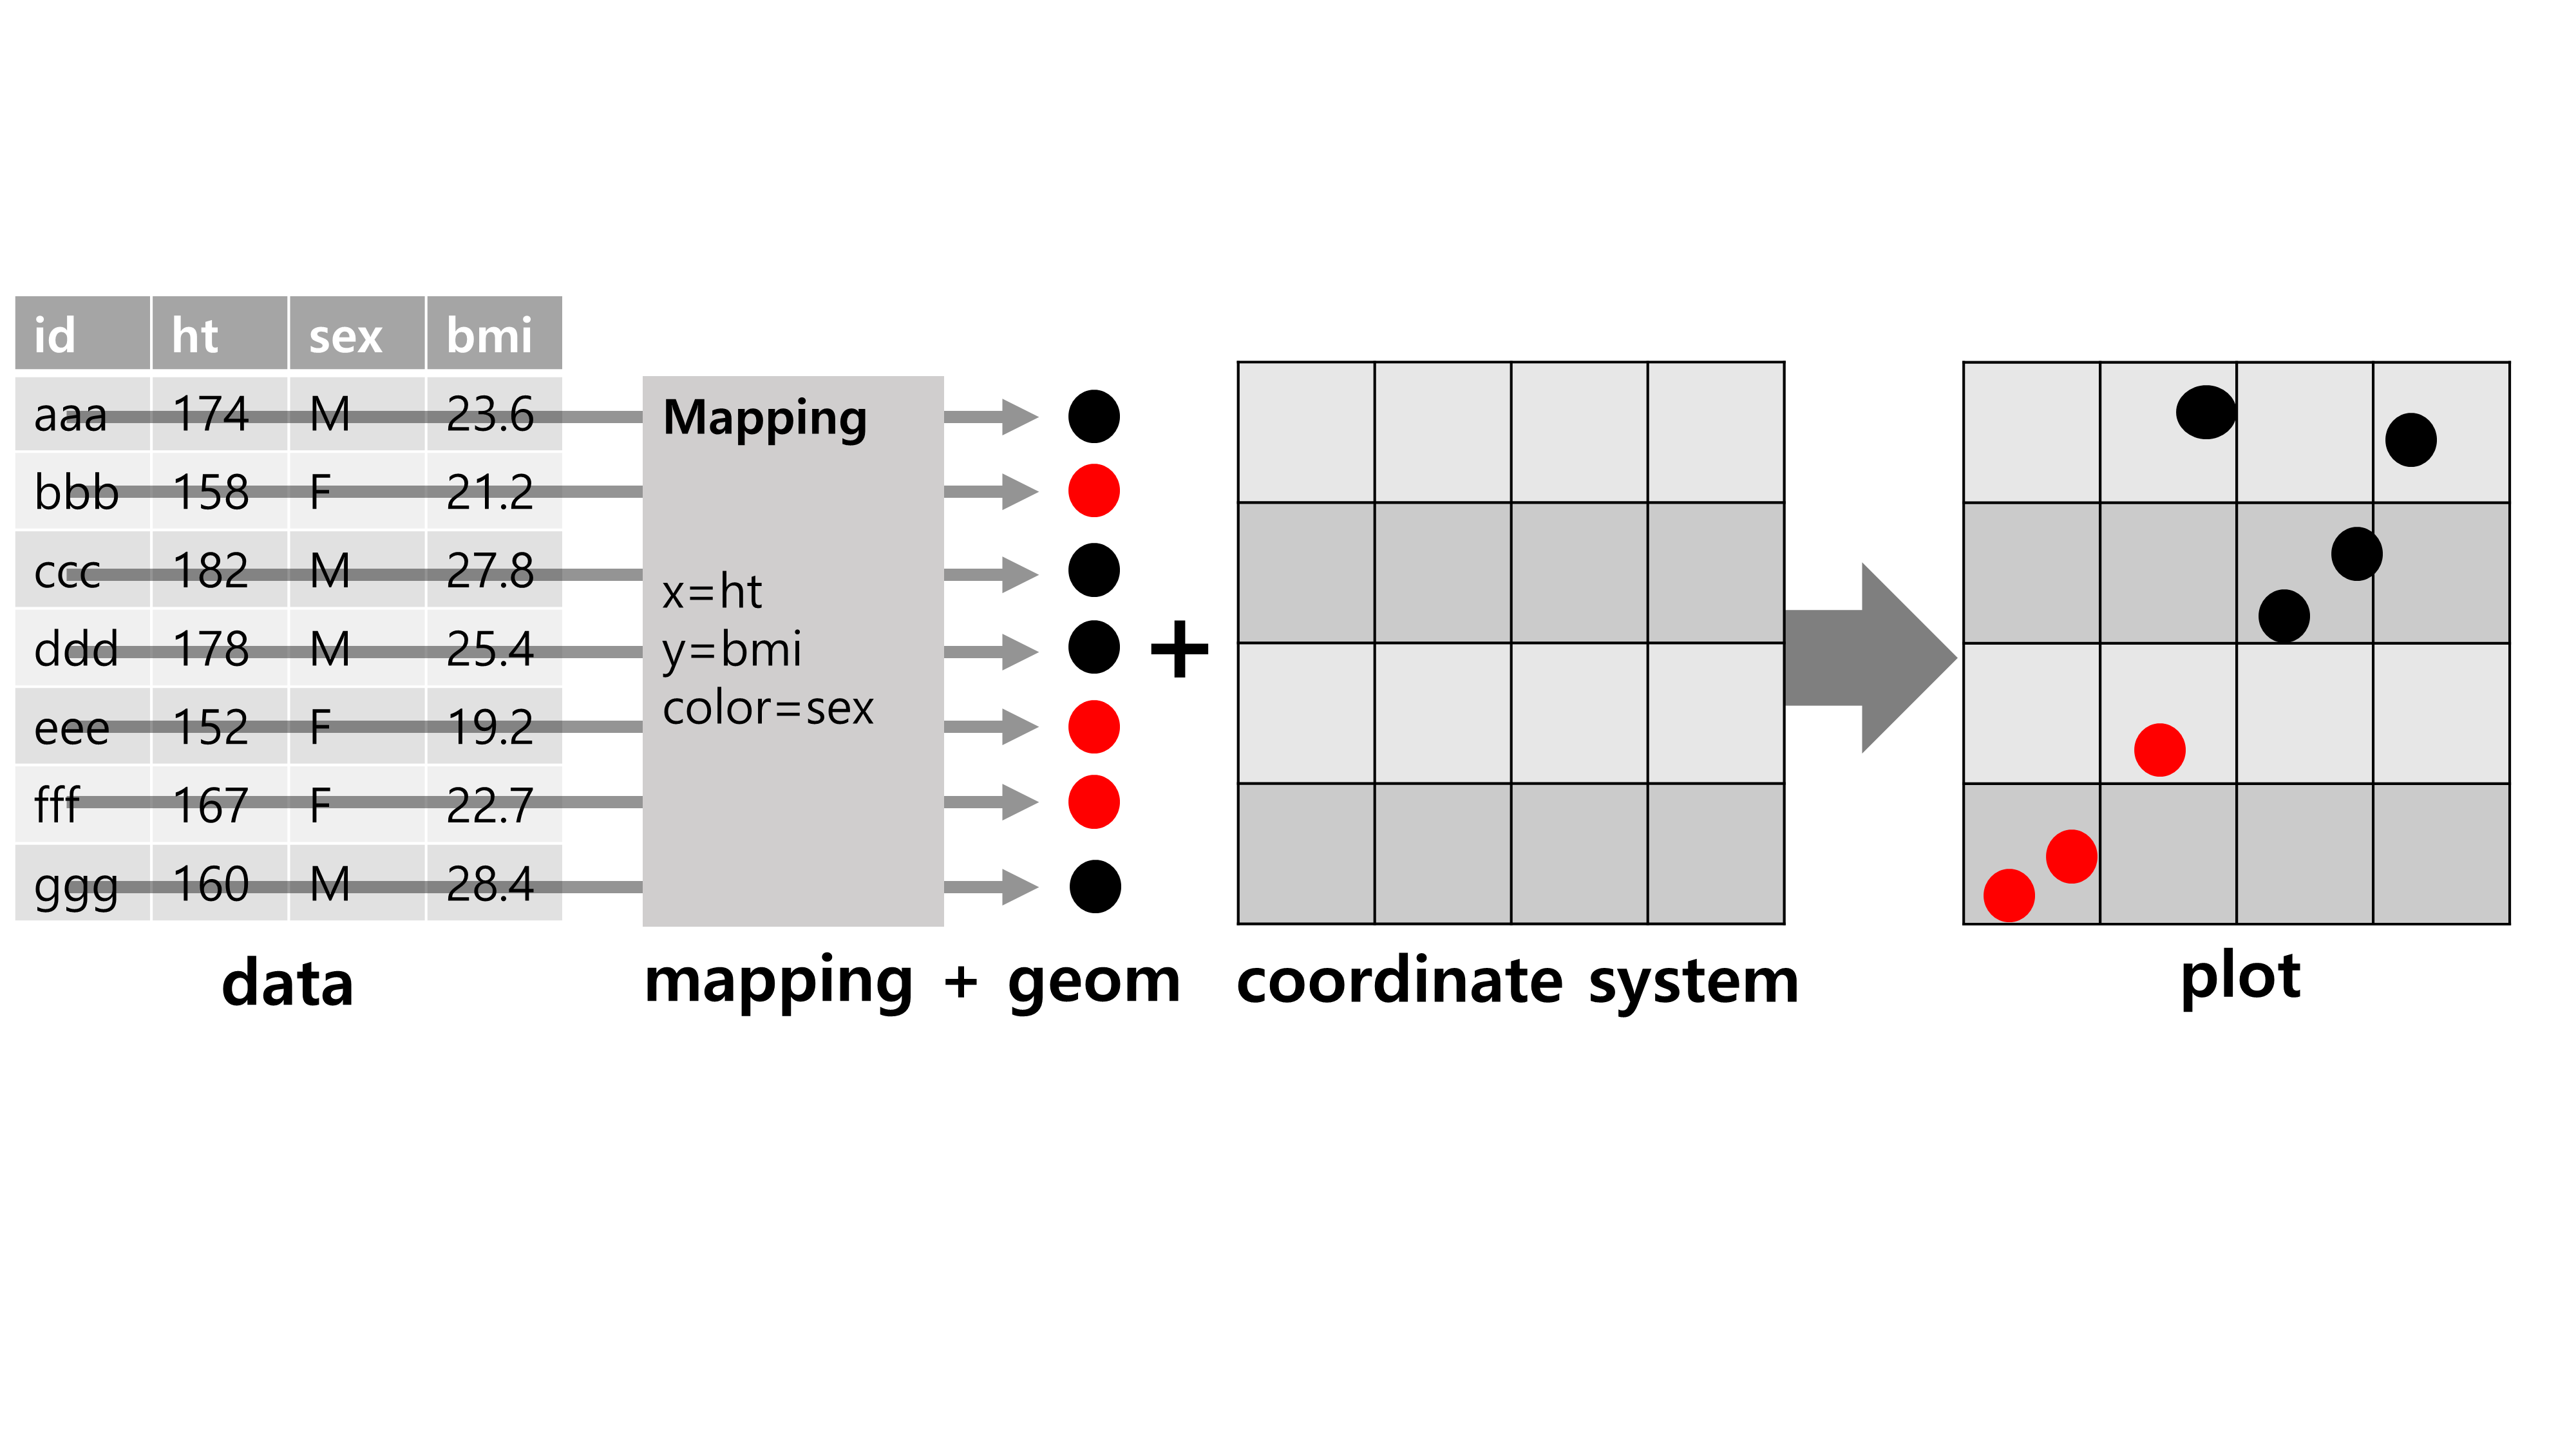 id ht sex bmi
aaa 174 M 23.6
bbb 158 F 21.2
ccc 182 M 27.8
ddd 178 M 25.4
eee 152 F 19.2
fff 167 F 22.7
ggg 160 M 28.4
data
Mapping
x=ht
y=bmi
color=sex
mapping + geom
+
coordinate system
plot